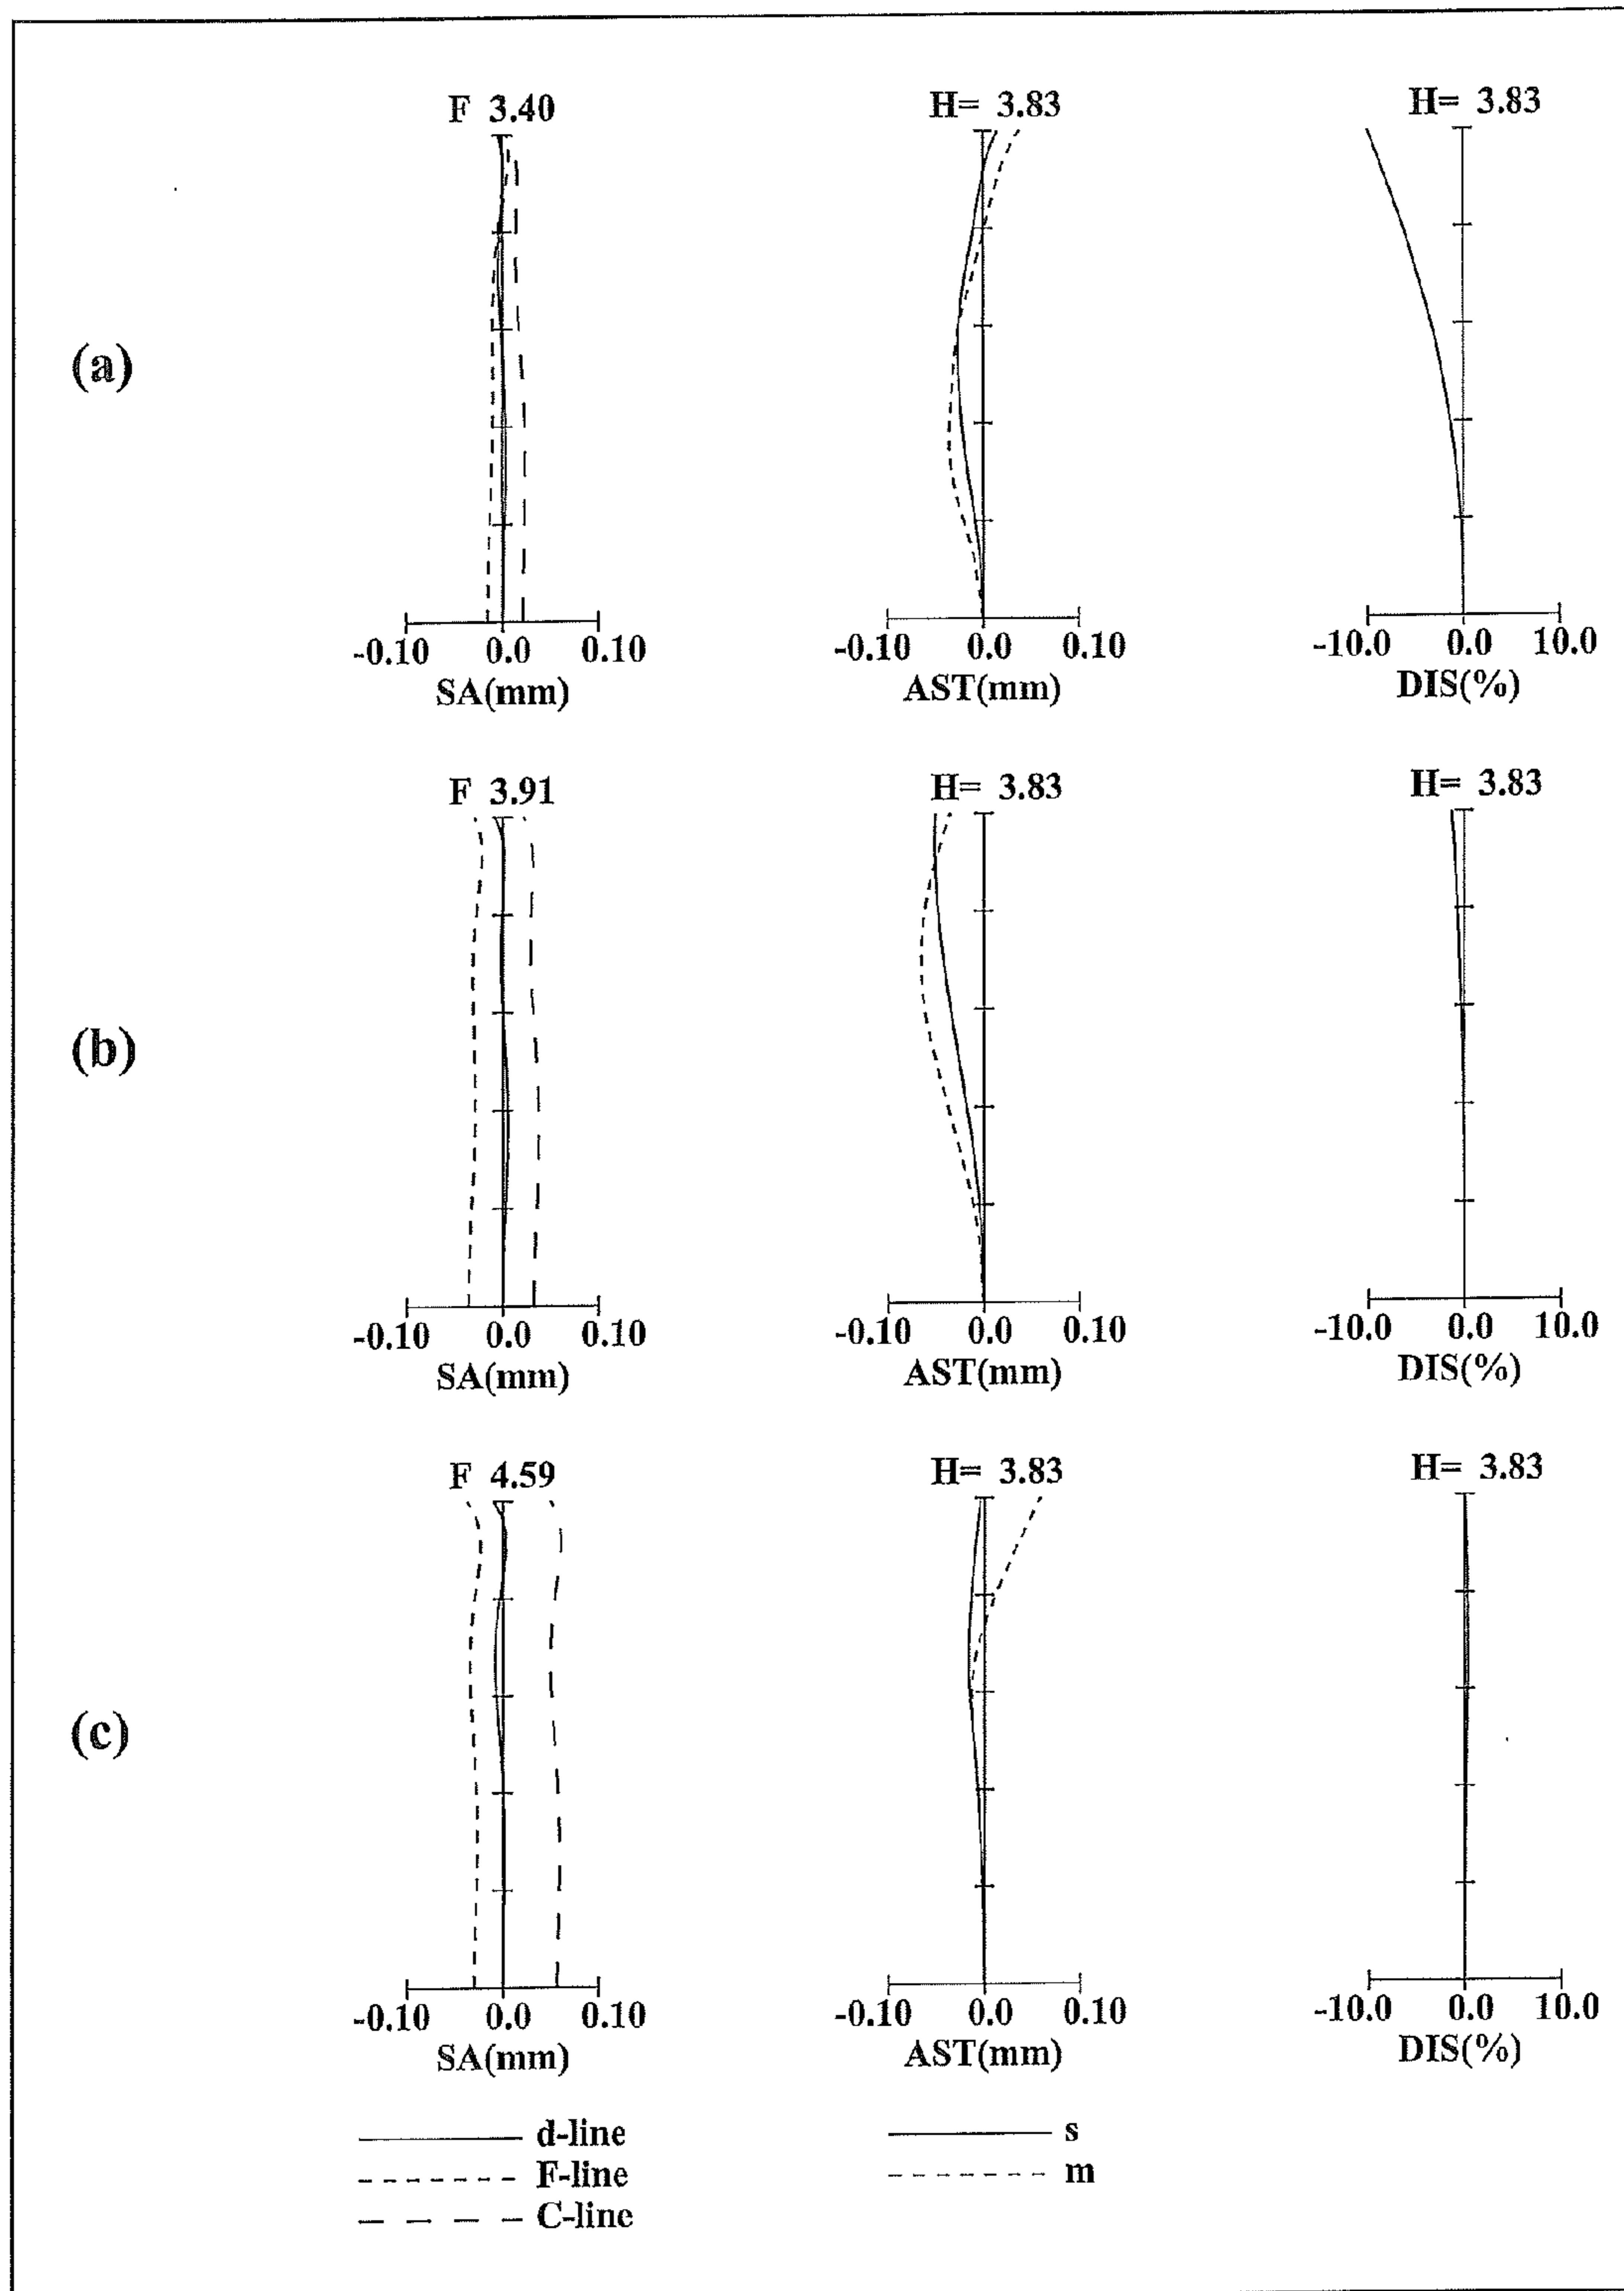 F 3.40 H= 3.83 H= 3.83
(a)
-0.10 0.0 0.10 -0.10 0.0 0.10 -10.0 0.0 10.0
SA(mm) AST(mm) DIS(%)
F 3.91 H= 3.83 H= 3.83
(b)
-0.10 0.0 0.10 -0.10 0.0 0.10 -10.0 0.0 10.0
SA(mm) AST(mm) DIS(%)
F 4.59 H= 3.83 H= 3.83
(c)
-0.10 0.0 0.10 -0.10 0.0 0.10 -10.0 0.0 10.0
SA(mm) AST(mm) DIS(%)
d-line s
F-line m
C-line